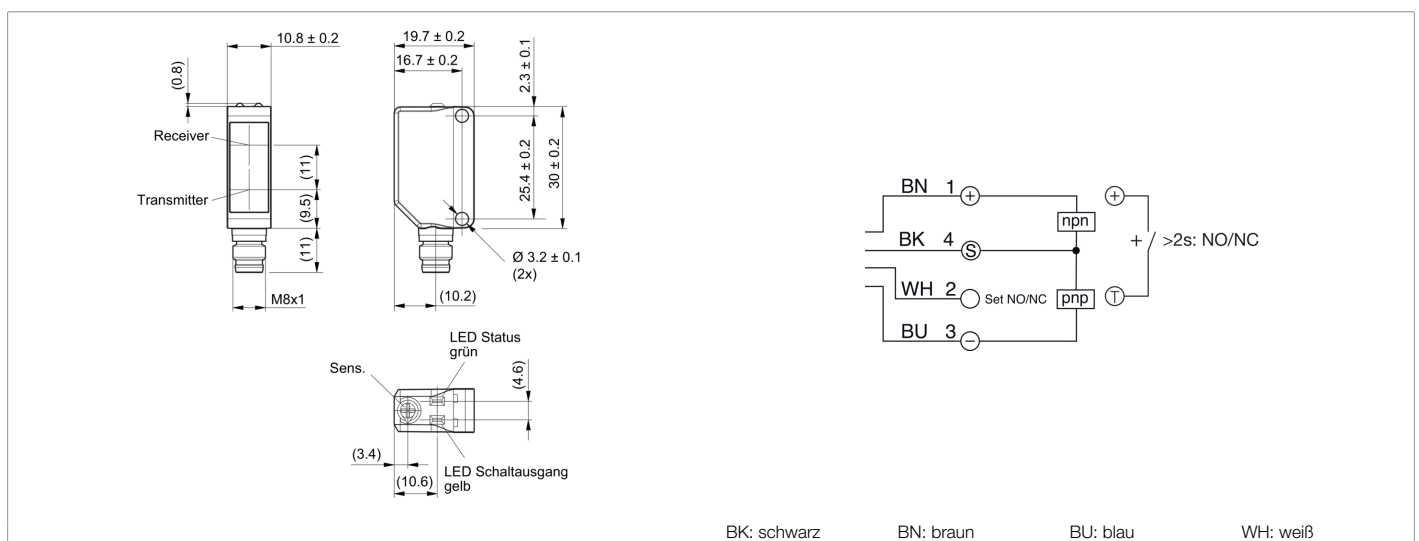 10.8 ± 0.2
19.7 ± 0.2
16.7 ± 0.2
2.3 ± 0.1
(0.8)
Receiver
Transmitter
(11)
(9.5)
(11)
25.4 ± 0.2
30 ± 0.2
Ø 3.2 ± 0.1
(2x)
M8x1
(10.2)
LED Status
grün
Sens.
(4.6)
(3.4)
(10.6)
LED Schaltausgang
gelb
BN 1 +
npn
BK 4 S
WH 2 Set NO/NC
pnp
BU 3 −
+
+ >2s: NO/NC
T
BK: schwarz BN: braun BU: blau WH: weiß